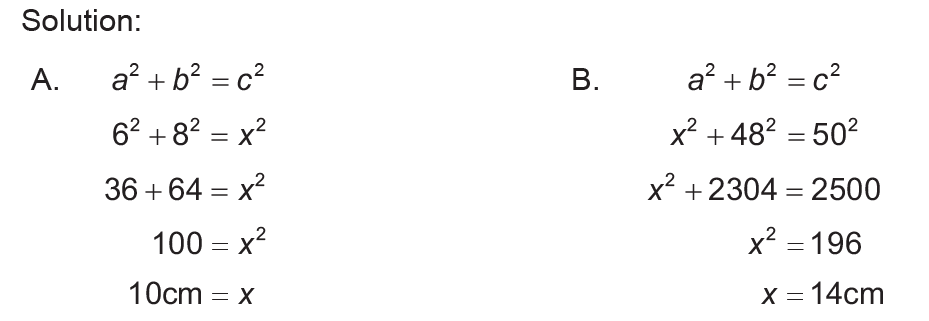 Solution:
A. a² + b² = c²
6² + 8² = x²
36 + 64 = x²
100 = x²
10cm = x
B. a² + b² = c²
x² + 48² = 50²
x² + 2304 = 2500
x² = 196
x = 14cm